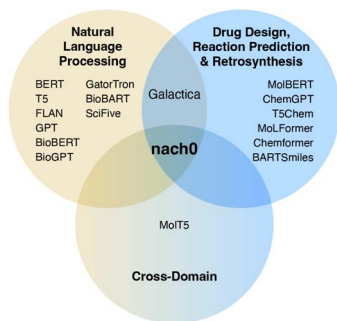 Natural
Language
Processing
BERT
T5
FLAN
GPT
BioBERT
BioGPT
GatorTron
BioBART
SciFive
Galactica
Drug Design,
Reaction Prediction
& Retrosynthesis
MolBERT
ChemGPT
T5Chem
MoLFormer
Chemformer
BARTSmiles
nach0
MolT5
Cross-Domain